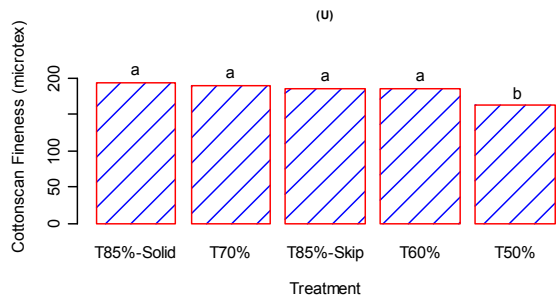 (U)
Cottonscan Fineness (microtex)
200
100
50
0
a a a a b
T85%-Solid T70% T85%-Skip T60% T50%
Treatment